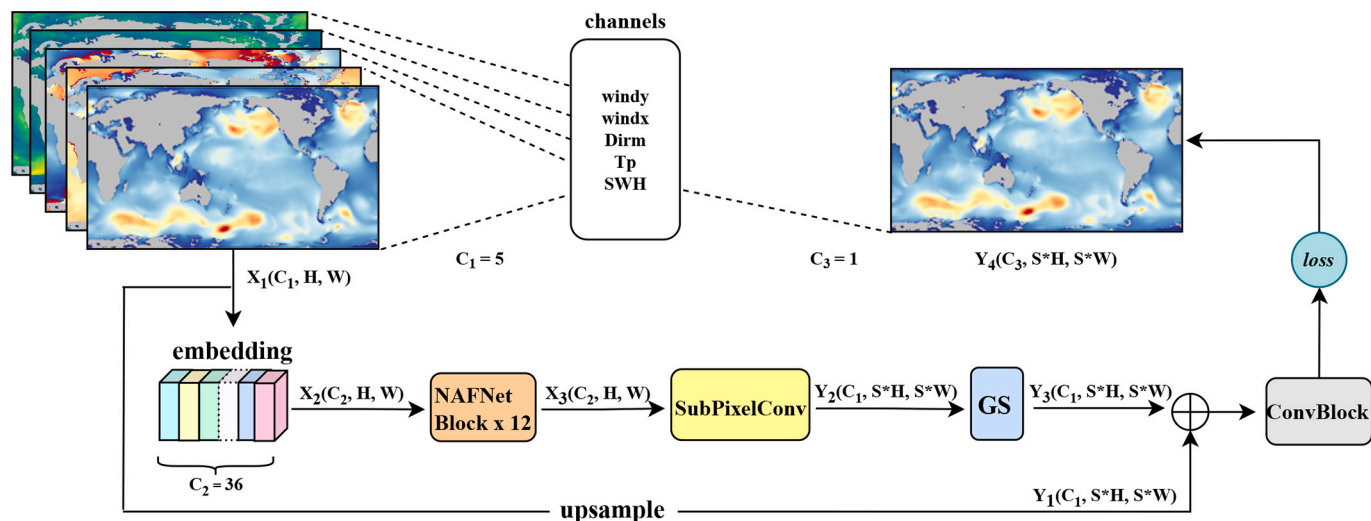 channels
windy
windx
Dirm
Tp
SWH
C₁ = 5
C₃ = 1
Y₄(C₃, S*H, S*W)
loss
X₁(C₁, H, W)
embedding
X₂(C₂, H, W)
NAFNet
Block x 12
X₃(C₂, H, W)
SubPixelConv
Y₂(C₁, S*H, S*W)
GS
Y₃(C₁, S*H, S*W)
ConvBlock
C₂ = 36
Y₁(C₁, S*H, S*W)
upsample